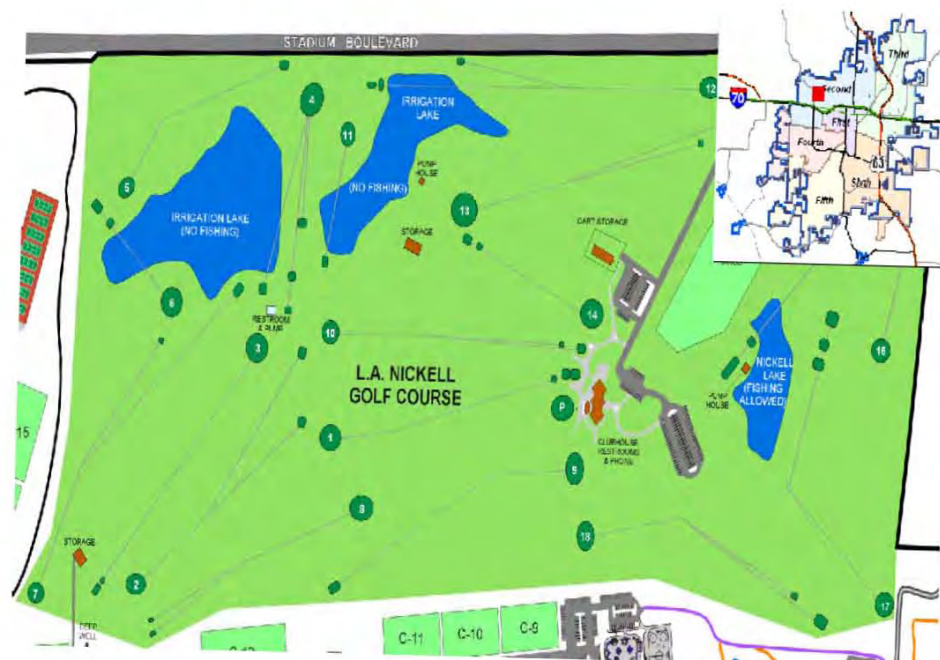 STADIUM BOULEVARD
4
12
IRRIGATION
LAKE
11
PUMP
HOUSE
(NO FISHING)
5
IRRIGATION LAKE
(NO FISHING)
13
STORAGE
CART STORAGE
6
RESTROOM
& PUMP
3
10
14
16
L.A. NICKELL
GOLF COURSE
NICKELL
LAKE
(FISHING
ALLOWED)
PUMP
HOUSE
P
1
CLUBHOUSE
RESTROOMS
& PHONE
9
8
18
STORAGE
7
2
17
DEEP
WELL
15
C-11
C-10
C-9
70
Second
Third
First
Fourth
63
Sixth
Fifth